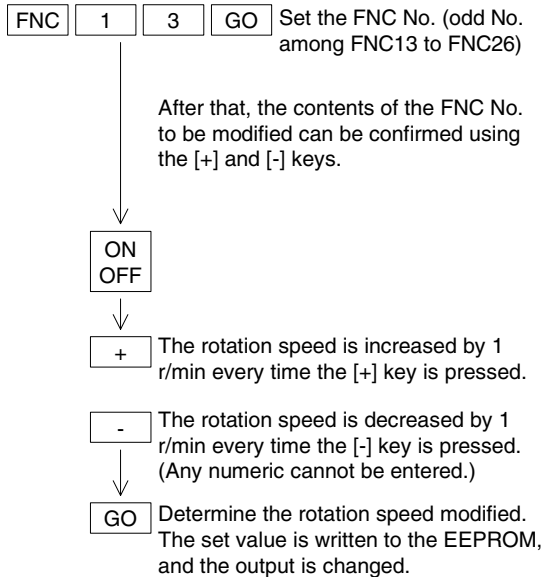 FNC 1 3 GO Set the FNC No. (odd No.
among FNC13 to FNC26)
After that, the contents of the FNC No.
to be modified can be confirmed using
the [+] and [-] keys.
ON
OFF
+ The rotation speed is increased by 1
r/min every time the [+] key is pressed.
- The rotation speed is decreased by 1
r/min every time the [-] key is pressed.
(Any numeric cannot be entered.)
GO Determine the rotation speed modified.
The set value is written to the EEPROM,
and the output is changed.